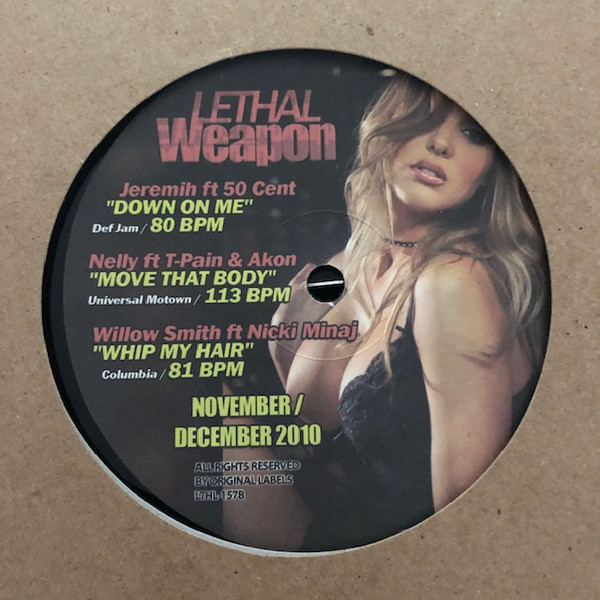 LETHAL
Weapon
Jeremih ft 50 Cent
"DOWN ON ME"
Def Jam / 80 BPM
Nelly ft T-Pain & Akon
"MOVE THAT BODY"
Universal Motown / 113 BPM
Willow Smith ft Nicki Minaj
"WHIP MY HAIR"
Columbia / 81 BPM
NOVEMBER /
DECEMBER 2010
ALL RIGHTS RESERVED
BY ORIGINAL LABELS
LTHL 157B